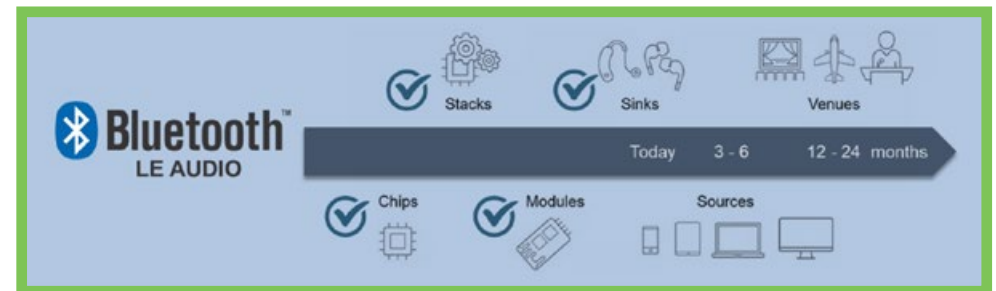 Stacks
Sinks
Venues
Bluetooth™
LE AUDIO
Today 3 - 6 12 - 24 months
Chips
Modules
Sources